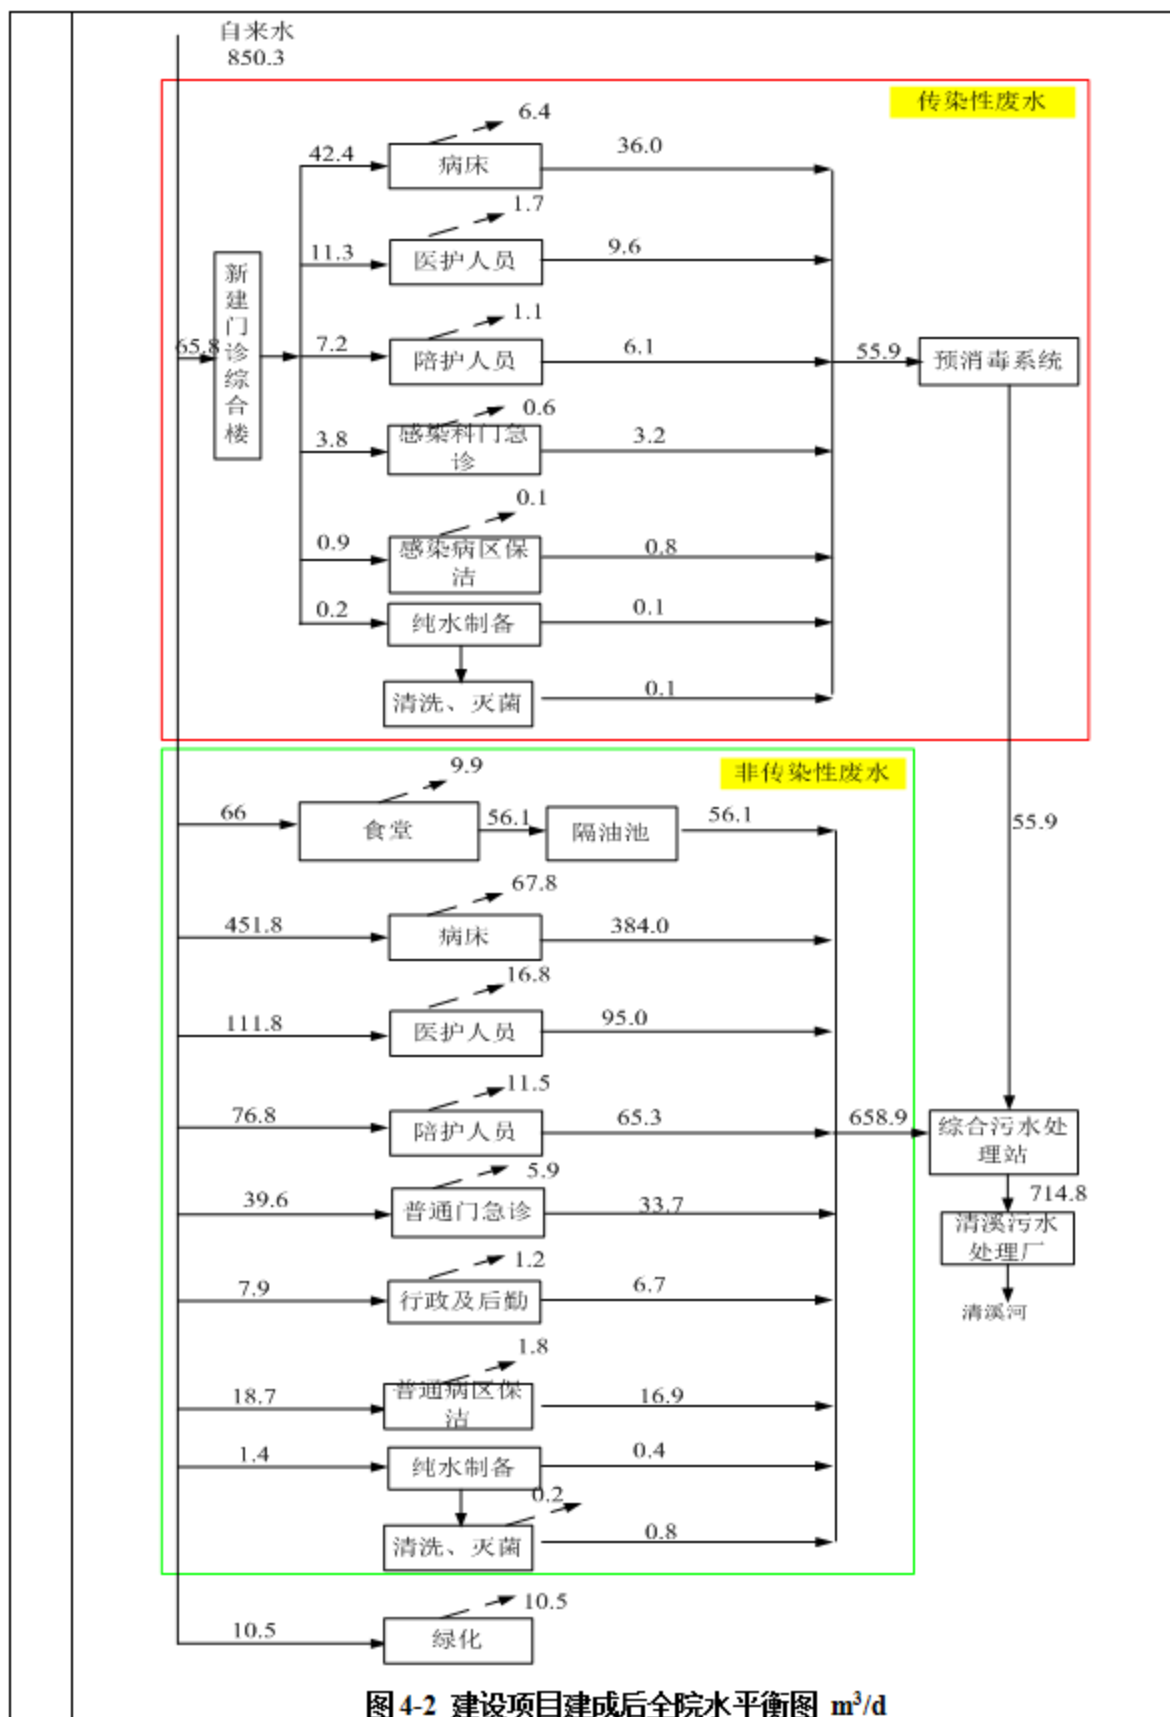 自来水
850.3
传染性废水
6.4
42.4
病床
36.0
1.7
11.3
医护人员
9.6
新建门诊综合楼
65.8
1.1
7.2
陪护人员
6.1
55.9
预消毒系统
0.6
3.8
感染科门急
诊
3.2
0.1
0.9
感染病区保
洁
0.8
0.2
纯水制备
0.1
清洗、灭菌
0.1
非传染性废水
9.9
66
食堂
56.1
隔油池
56.1
55.9
67.8
451.8
病床
384.0
16.8
111.8
医护人员
95.0
11.5
76.8
陪护人员
65.3
658.9
综合污水处
理站
5.9
39.6
普通门急诊
33.7
714.8
清溪污水
处理厂
1.2
7.9
行政及后勤
6.7
清溪河
1.8
18.7
普通病区保
洁
16.9
1.4
纯水制备
0.4
0.2
清洗、灭菌
0.8
10.5
10.5
绿化
图 4-2 建设项目建成后全院水平衡图 m³/d